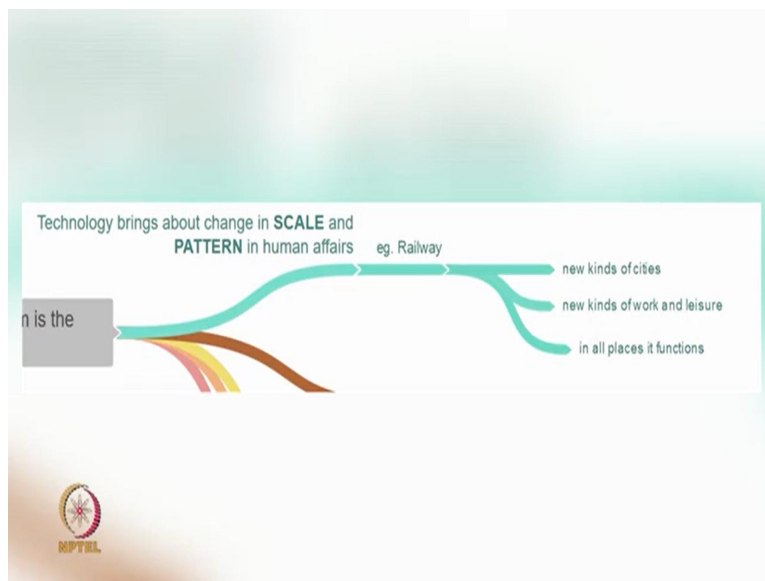 Technology brings about change in SCALE and
PATTERN in human affairs
eg. Railway
new kinds of cities
new kinds of work and leisure
in all places it functions
is the
NPTEL